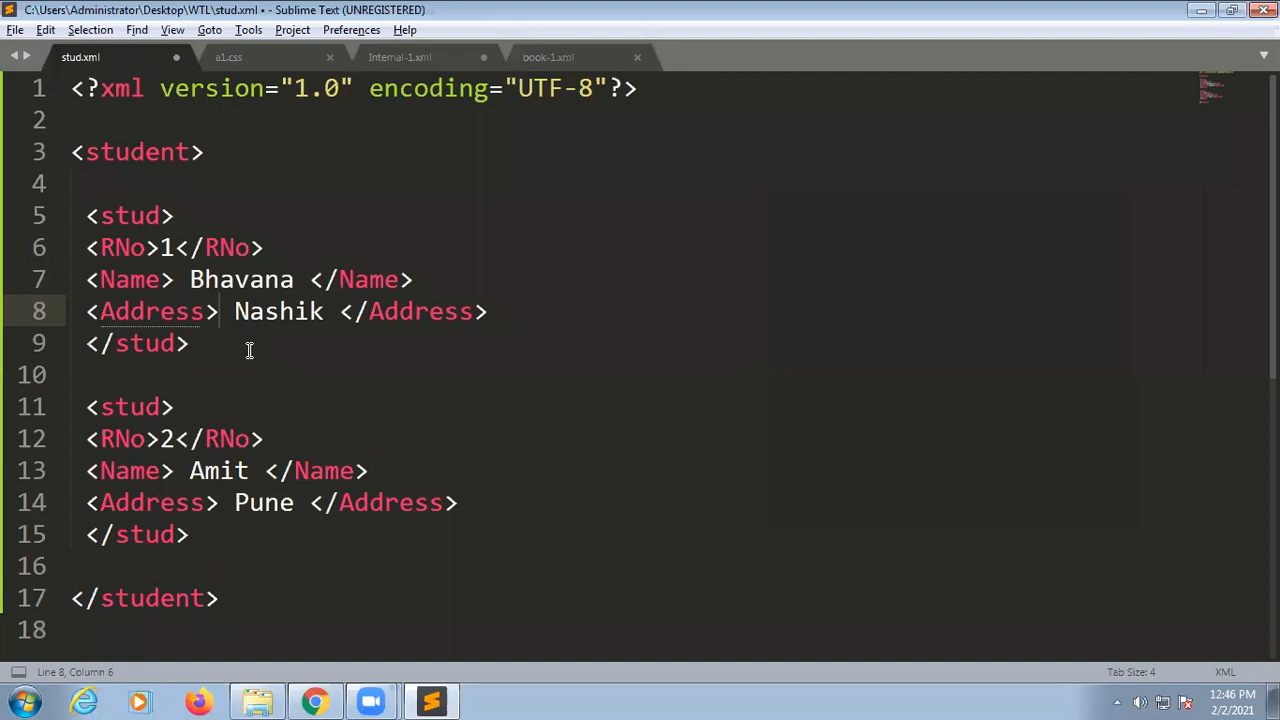 C:\Users\Administrator\Desktop\WTL\stud.xml • - Sublime Text (UNREGISTERED)
File Edit Selection Find View Goto Tools Project Preferences Help
stud.xml a1.css Internal-1.xml book-1.xml
1 <?xml version="1.0" encoding="UTF-8"?>
2
3 <student>
4
5 <stud>
6 <RNo>1</RNo>
7 <Name> Bhavana </Name>
8 <Address> Nashik </Address>
9 </stud>
10
11 <stud>
12 <RNo>2</RNo>
13 <Name> Amit </Name>
14 <Address> Pune </Address>
15 </stud>
16
17 </student>
18
Line 8, Column 6 Tab Size: 4 XML
12:46 PM
2/2/2021